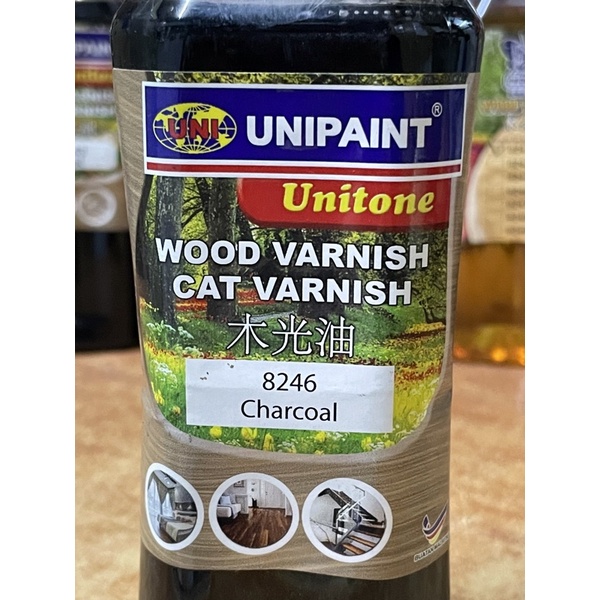 UNI UNIPAINT®
Unitone
WOOD VARNISH
CAT VARNISH
木光油
8246
Charcoal